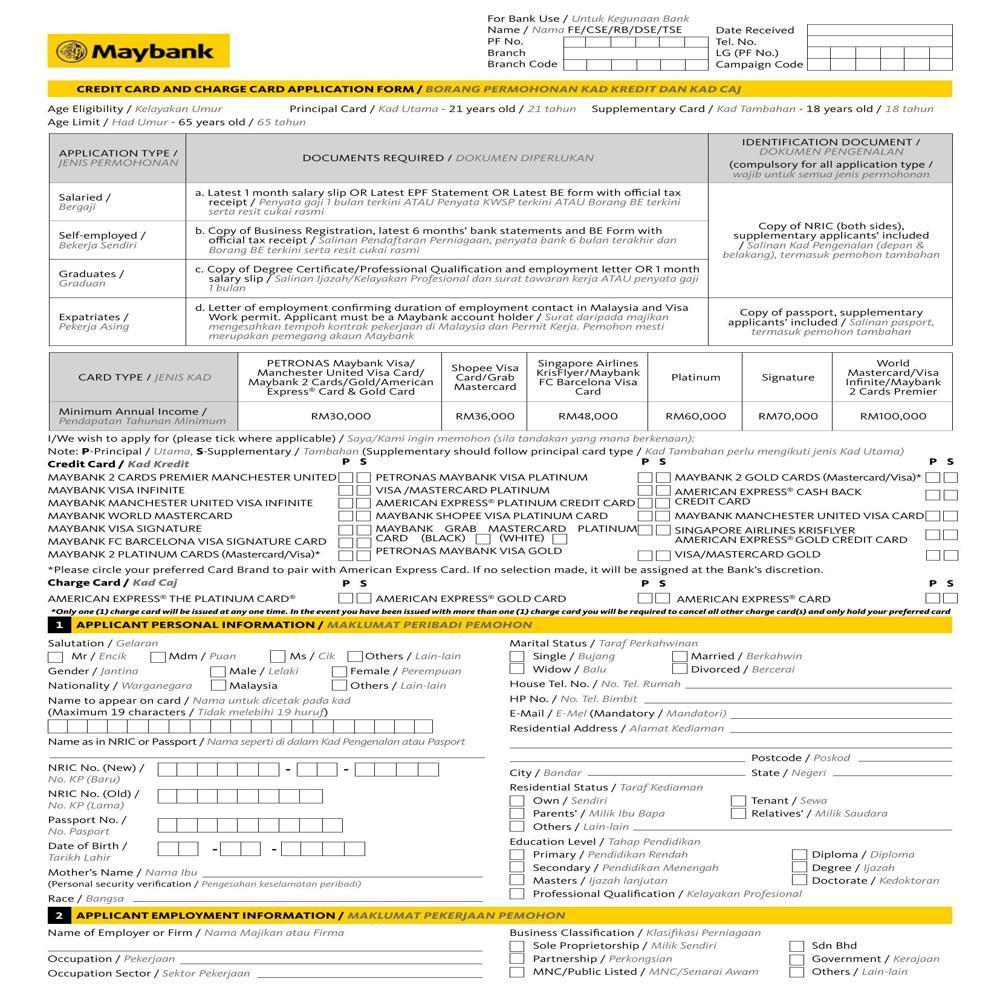 Maybank
For Bank Use / Untuk Kegunaan Bank
Name / Nama FE/CSE/RB/DSE/TSE
PF No.
Branch
Branch Code
Date Received
Tel. No.
LG (PF No.)
Campaign Code
CREDIT CARD AND CHARGE CARD APPLICATION FORM / BORANG PERMOHONAN KAD KREDIT DAN KAD CAJ
Age Eligibility / Kelayakan Umur Principal Card / Kad Utama - 21 years old / 21 tahun Supplementary Card / Kad Tambahan - 18 years old / 18 tahun
Age Limit / Had Umur - 65 years old / 65 tahun
APPLICATION TYPE /
JENIS PERMOHONAN
DOCUMENTS REQUIRED / DOKUMEN DIPERLUKAN
IDENTIFICATION DOCUMENT /
DOKUMEN PENGENALAN
(compulsory for all application type /
wajib untuk semua jenis permohonan
Salaried /
Bergaji
a. Latest 1 month salary slip OR Latest EPF Statement OR Latest BE form with official tax
receipt / Penyata gaji 1 bulan terkini ATAU Penyata KWSP terkini ATAU Borang BE terkini
serta resit cukai rasmi
Self-employed /
Bekerja Sendiri
b. Copy of Business Registration, latest 6 months' bank statements and BE Form with
official tax receipt / Salinan Pendaftaran Perniagaan, penyata bank 6 bulan terakhir dan
Borang BE terkini serta resit cukai rasmi
Graduates /
Graduan
c. Copy of Degree Certificate/Professional Qualification and employment letter OR 1 month
salary slip / Salinan Ijazah/Kelayakan Profesional dan surat tawaran kerja ATAU penyata gaji
1 bulan
Copy of NRIC (both sides),
supplementary applicants' included
/ Salinan Kad Pengenalan (depan &
belakang), termasuk pemohon tambahan
Expatriates /
Pekerja Asing
d. Letter of employment confirming duration of employment contact in Malaysia and Visa
Work permit. Applicant must be a Maybank account holder / Surat daripada majikan
mengesahkan tempoh kontrak pekerjaan di Malaysia dan Permit Kerja. Pemohon mesti
merupakan pemegang akaun Maybank
Copy of passport, supplementary
applicants' included / Salinan pasport,
termasuk pemohon tambahan
CARD TYPE / JENIS KAD
PETRONAS Maybank Visa/
Manchester United Visa Card/
Maybank 2 Cards/Gold/American
Express® Card & Gold Card
Shopee Visa
Card/Grab
Mastercard
Singapore Airlines
KrisFlyer/Maybank
FC Barcelona Visa
Card
Platinum
Signature
World
Mastercard/Visa
Infinite/Maybank
2 Cards Premier
Minimum Annual Income /
Pendapatan Tahunan Minimum
RM30,000 RM36,000 RM48,000 RM60,000 RM70,000 RM100,000
I/We wish to apply for (please tick where applicable) / Saya/Kami ingin memohon (sila tandakan yang mana berkenaan):
Note: P-Principal / Utama, S-Supplementary / Tambahan (Supplementary should follow principal card type / Kad Tambahan perlu mengikuti jenis Kad Utama)
Credit Card / Kad Kredit P S P S P S
MAYBANK 2 CARDS PREMIER MANCHESTER UNITED
MAYBANK VISA INFINITE
MAYBANK MANCHESTER UNITED VISA INFINITE
MAYBANK WORLD MASTERCARD
MAYBANK VISA SIGNATURE
MAYBANK FC BARCELONA VISA SIGNATURE CARD
MAYBANK 2 PLATINUM CARDS (Mastercard/Visa)*
PETRONAS MAYBANK VISA PLATINUM
VISA /MASTERCARD PLATINUM
AMERICAN EXPRESS® PLATINUM CREDIT CARD
MAYBANK SHOPEE VISA PLATINUM CARD
MAYBANK GRAB MASTERCARD PLATINUM
CARD (BLACK) (WHITE)
PETRONAS MAYBANK VISA GOLD
MAYBANK 2 GOLD CARDS (Mastercard/Visa)*
AMERICAN EXPRESS® CASH BACK
CREDIT CARD
MAYBANK MANCHESTER UNITED VISA CARD
SINGAPORE AIRLINES KRISFLYER
AMERICAN EXPRESS® GOLD CREDIT CARD
VISA/MASTERCARD GOLD
*Please circle your preferred Card Brand to pair with American Express Card. If no selection made, it will be assigned at the Bank's discretion.
Charge Card / Kad Caj P S P S P S
AMERICAN EXPRESS® THE PLATINUM CARD® AMERICAN EXPRESS® GOLD CARD AMERICAN EXPRESS® CARD
*Only one (1) charge card will be issued at any one time. In the event you have been issued with more than one (1) charge card you will be required to cancel all other charge card(s) and only hold your preferred card
1 APPLICANT PERSONAL INFORMATION / MAKLUMAT PERIBADI PEMOHON
Salutation / Gelaran
Mr / Encik Mdm / Puan Ms / Cik Others / Lain-lain
Gender / Jantina Male / Lelaki Female / Perempuan
Nationality / Warganegara Malaysia Others / Lain-lain
Name to appear on card / Nama untuk dicetak pada kad
(Maximum 19 characters / Tidak melebihi 19 huruf)
Name as in NRIC or Passport / Nama seperti di dalam Kad Pengenalan atau Pasport
NRIC No. (New) / - -
No. KP (Baru)
NRIC No. (Old) /
No. KP (Lama)
Passport No. /
No. Pasport
Date of Birth / - -
Tarikh Lahir
Mother's Name / Nama Ibu
(Personal security verification / Pengesahan keselamatan peribadi)
Race / Bangsa
Marital Status / Taraf Perkahwinan
Single / Bujang Married / Berkahwin
Widow / Balu Divorced / Bercerai
House Tel. No. / No. Tel. Rumah
HP No. / No. Tel. Bimbit
E-Mail / E-Mel (Mandatory / Mandatori)
Residential Address / Alamat Kediaman
Postcode / Poskod
City / Bandar State / Negeri
Residential Status / Taraf Kediaman
Own / Sendiri Tenant / Sewa
Parents' / Milik Ibu Bapa Relatives' / Milik Saudara
Others / Lain-lain
Education Level / Tahap Pendidikan
Primary / Pendidikan Rendah Diploma / Diploma
Secondary / Pendidikan Menengah Degree / Ijazah
Masters / Ijazah lanjutan Doctorate / Kedoktoran
Professional Qualification / Kelayakan Profesional
2 APPLICANT EMPLOYMENT INFORMATION / MAKLUMAT PEKERJAAN PEMOHON
Name of Employer or Firm / Nama Majikan atau Firma
Occupation / Pekerjaan
Occupation Sector / Sektor Pekerjaan
Business Classification / Klasifikasi Perniagaan
Sole Proprietorship / Milik Sendiri Sdn Bhd
Partnership / Perkongsian Government / Kerajaan
MNC/Public Listed / MNC/Senarai Awam Others / Lain-lain